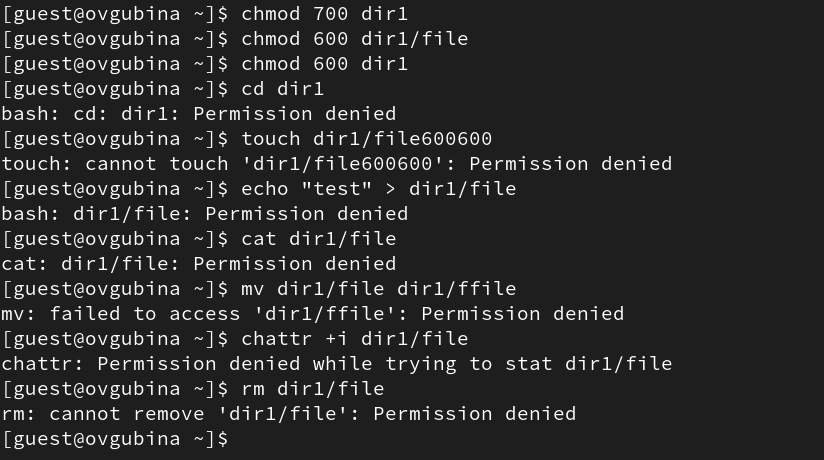 [guest@ovgubina ~]$ chmod 700 dir1
[guest@ovgubina ~]$ chmod 600 dir1/file
[guest@ovgubina ~]$ chmod 600 dir1
[guest@ovgubina ~]$ cd dir1
bash: cd: dir1: Permission denied
[guest@ovgubina ~]$ touch dir1/file600600
touch: cannot touch 'dir1/file600600': Permission denied
[guest@ovgubina ~]$ echo "test" > dir1/file
bash: dir1/file: Permission denied
[guest@ovgubina ~]$ cat dir1/file
cat: dir1/file: Permission denied
[guest@ovgubina ~]$ mv dir1/file dir1/ffile
mv: failed to access 'dir1/ffile': Permission denied
[guest@ovgubina ~]$ chattr +i dir1/file
chattr: Permission denied while trying to stat dir1/file
[guest@ovgubina ~]$ rm dir1/file
rm: cannot remove 'dir1/file': Permission denied
[guest@ovgubina ~]$